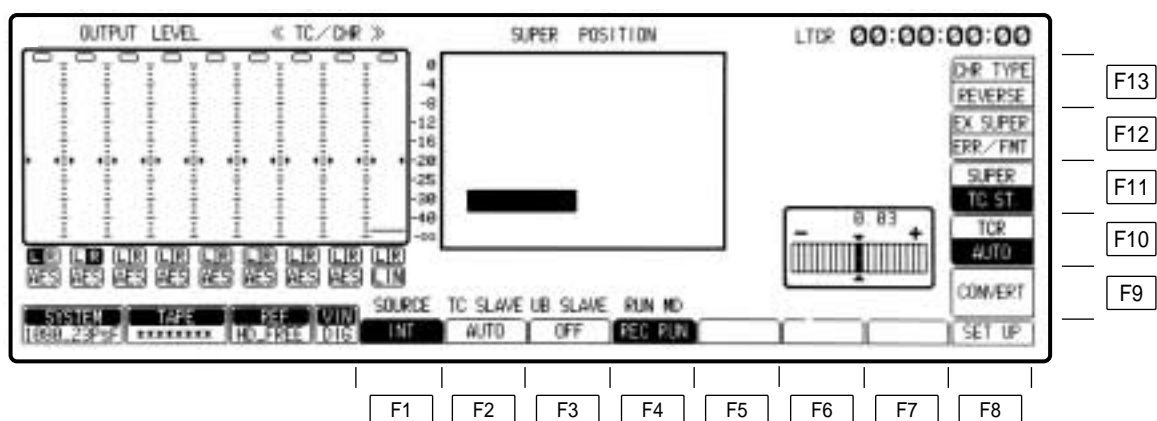 OUTPUT LEVEL
≪ TC/CHR ≫
SUPER POSITION
LTCR 00:00:00:00
0
-4
-8
-12
-16
-20
-25
-30
-40
-∞
L R L R L R L R L R L R L R L R L R
AES AES AES AES AES AES AES AES LIN
SYSTEM
1080_23PsF
TAPE
********
REF
HD_FREE
VIN
DIG
SOURCE
INT
TC SLAVE
AUTO
UB SLAVE
OFF
RUN MD
REC RUN
- 0.03 +
CHR TYPE
REVERSE
EX SUPER
ERR/FMT
SUPER
TC ST
TCR
AUTO
CONVERT
SET UP
F13
F12
F11
F10
F9
F1 F2 F3 F4 F5 F6 F7 F8